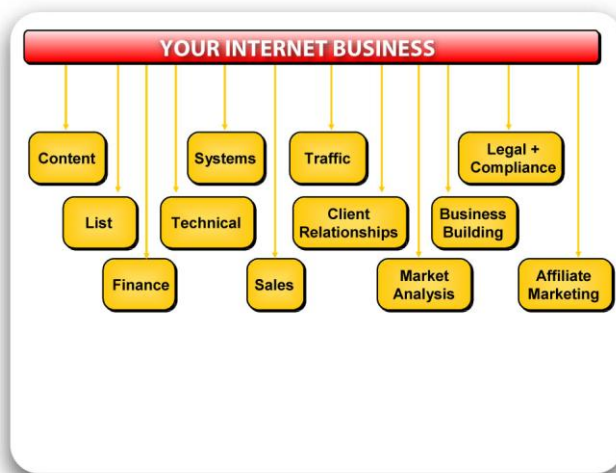 YOUR INTERNET BUSINESS
Content
Systems
Traffic
Legal +
Compliance
List
Technical
Client
Relationships
Business
Building
Finance
Sales
Market
Analysis
Affiliate
Marketing